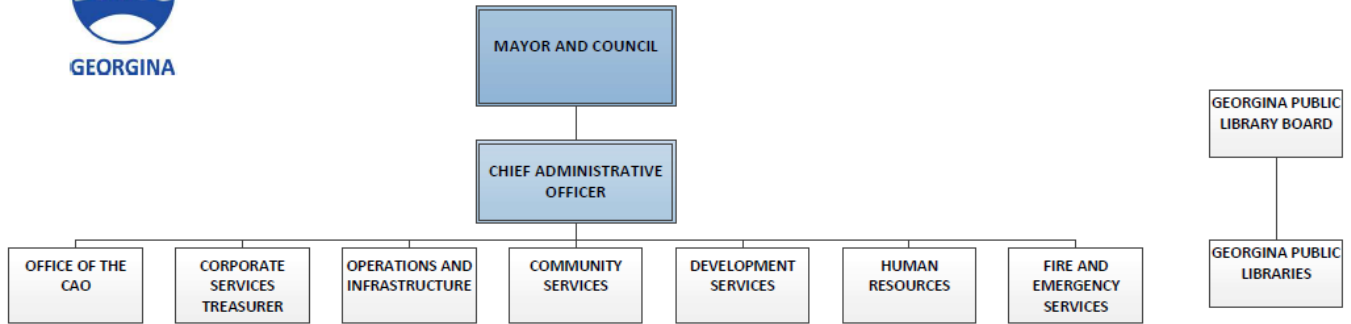 GEORGINA
MAYOR AND COUNCIL
GEORGINA PUBLIC
LIBRARY BOARD
CHIEF ADMINISTRATIVE
OFFICER
OFFICE OF THE
CAO
CORPORATE
SERVICES
TREASURER
OPERATIONS AND
INFRASTRUCTURE
COMMUNITY
SERVICES
DEVELOPMENT
SERVICES
HUMAN
RESOURCES
FIRE AND
EMERGENCY
SERVICES
GEORGINA PUBLIC
LIBRARIES